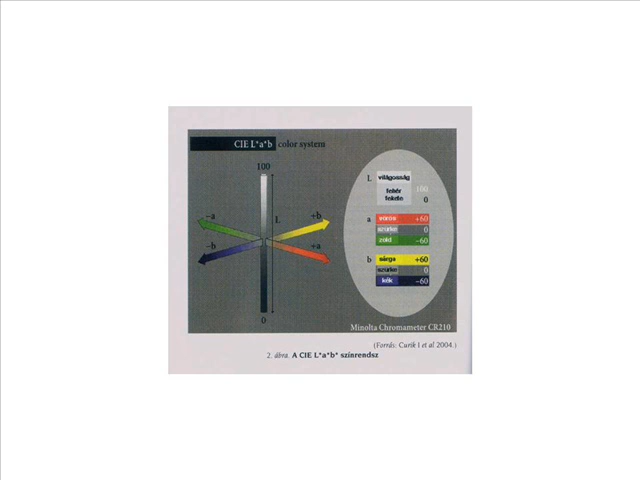 CIE L*a*b color system
100
L
-a
+b
-b
+a
0
L világosság
fehér 100
fekete 0
a vörös +60
szürke 0
zöld -60
b sárga +60
szürke 0
kék -60
Minolta Chromameter CR210
(Forrás: Curik I et al 2004.)
2. ábra. A CIE L*a*b* színrendsz